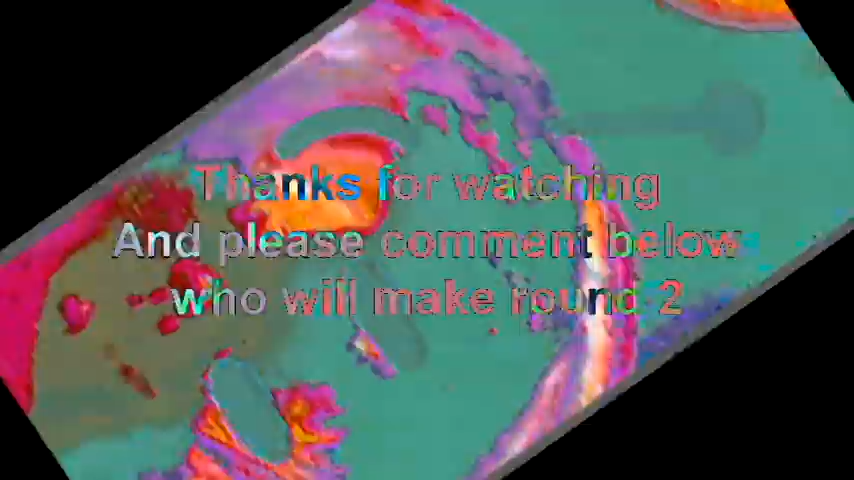 Thanks for watching
And please comment below
who will make round 2